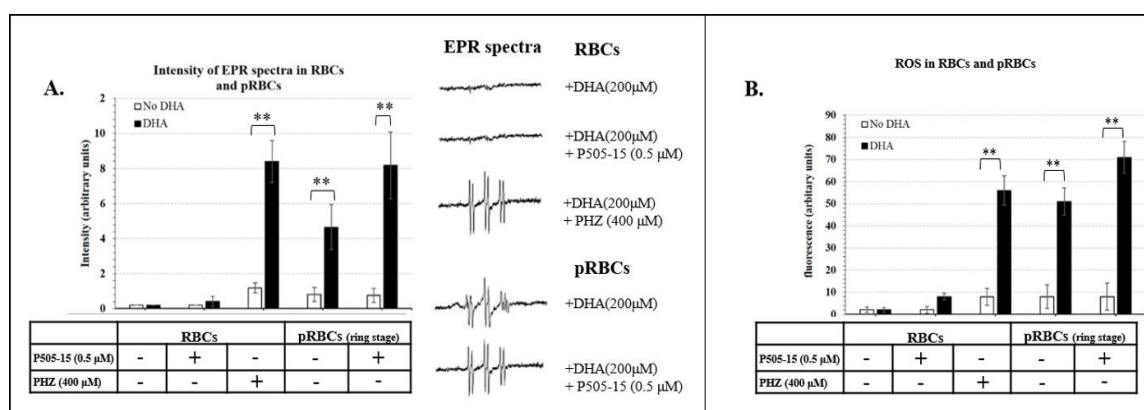 A.
Intensity of EPR spectra in RBCs
and pRBCs
No DHA
DHA
**
**
**
Intensity (arbitrary units)
2
10
8
6
4
2
0
RBCs
pRBCs (ring stage)
P505-15 (0.5 μM)
-
+
-
-
+
PHZ (400 μM)
-
-
+
-
-
EPR spectra
RBCs
+DHA(200μM)
+DHA(200μM)
+ P505-15 (0.5 μM)
+DHA(200μM)
+ PHZ (400 μM)
pRBCs
+DHA(200μM)
+DHA(200μM)
+ P505-15 (0.5 μM)
B.
ROS in RBCs and pRBCs
No DHA
DHA
**
**
**
fluorescence (arbitary units)
90
80
70
60
50
40
30
20
10
0
RBCs
pRBCs (ring stage)
P505-15 (0.5 μM)
-
+
-
-
+
PHZ (400 μM)
-
-
+
-
-